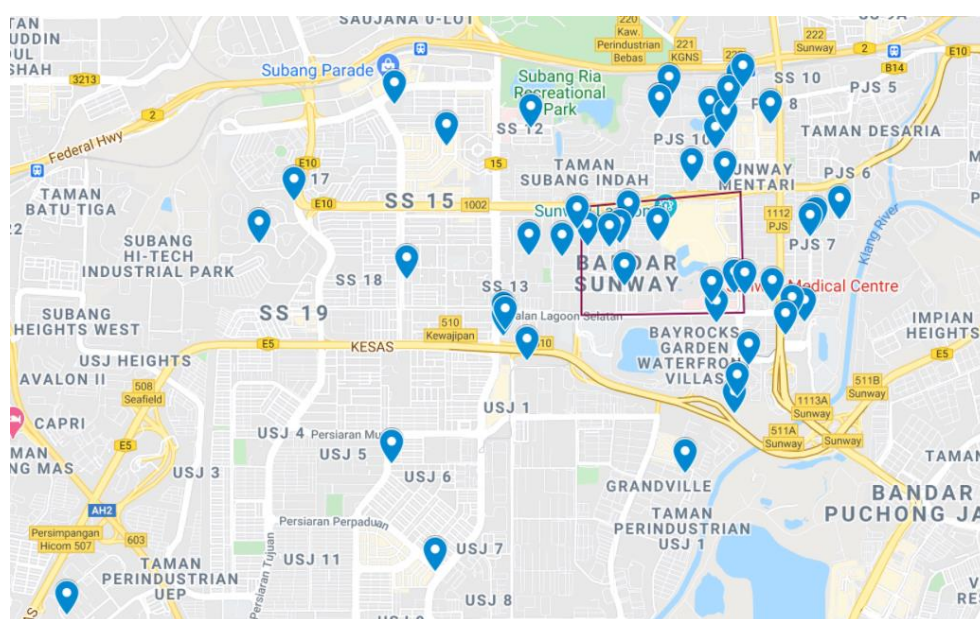 SAUJANA U-LOT
220
Kaw.
Perindustrian
Bebas
221
KGNS
222
Sunway
2
E10
B14
SHAH
3213
Subang Parade
Subang Ria
Recreational
Park
SS 10
PJS 5
2
Federal Hwy
SS 12
PJS 10
TAMAN DESARIA
15
E10
17
TAMAN
SUBANG INDAH
SUNWAY
MENTARI
PJS 6
TAMAN
BATU TIGA
E10
SS 15
1002
1112
PJS
PJS 7
Klang River
SUBANG
HI-TECH
INDUSTRIAL PARK
SS 18
BANDAR
SUNWAY
SS 13
Medical Centre
SUBANG
HEIGHTS WEST
SS 19
510
Kewajipan
Lagoon Selatan
BAYROCKS
GARDEN
WATERFRONT
VILLAS
IMPIAN
HEIGHTS
E5
KESAS
E5
USJ HEIGHTS
AVALON II
508
Seafield
511B
Sunway
USJ 1
1113A
Sunway
CAPRI
USJ 4
511A
Sunway
Sunway
E5
USJ 3
USJ 5
USJ 6
AH2
GRANDVILLE
BANDAR
Persimpangan
Hicom 507
603
Persiaran Perpaduan
TAMAN
PERINDUSTRIAN
USJ 1
Persiaran Tujuan
USJ 11
USJ 7
TAMAN
PERINDUSTRIAN
UEP
USJ 8